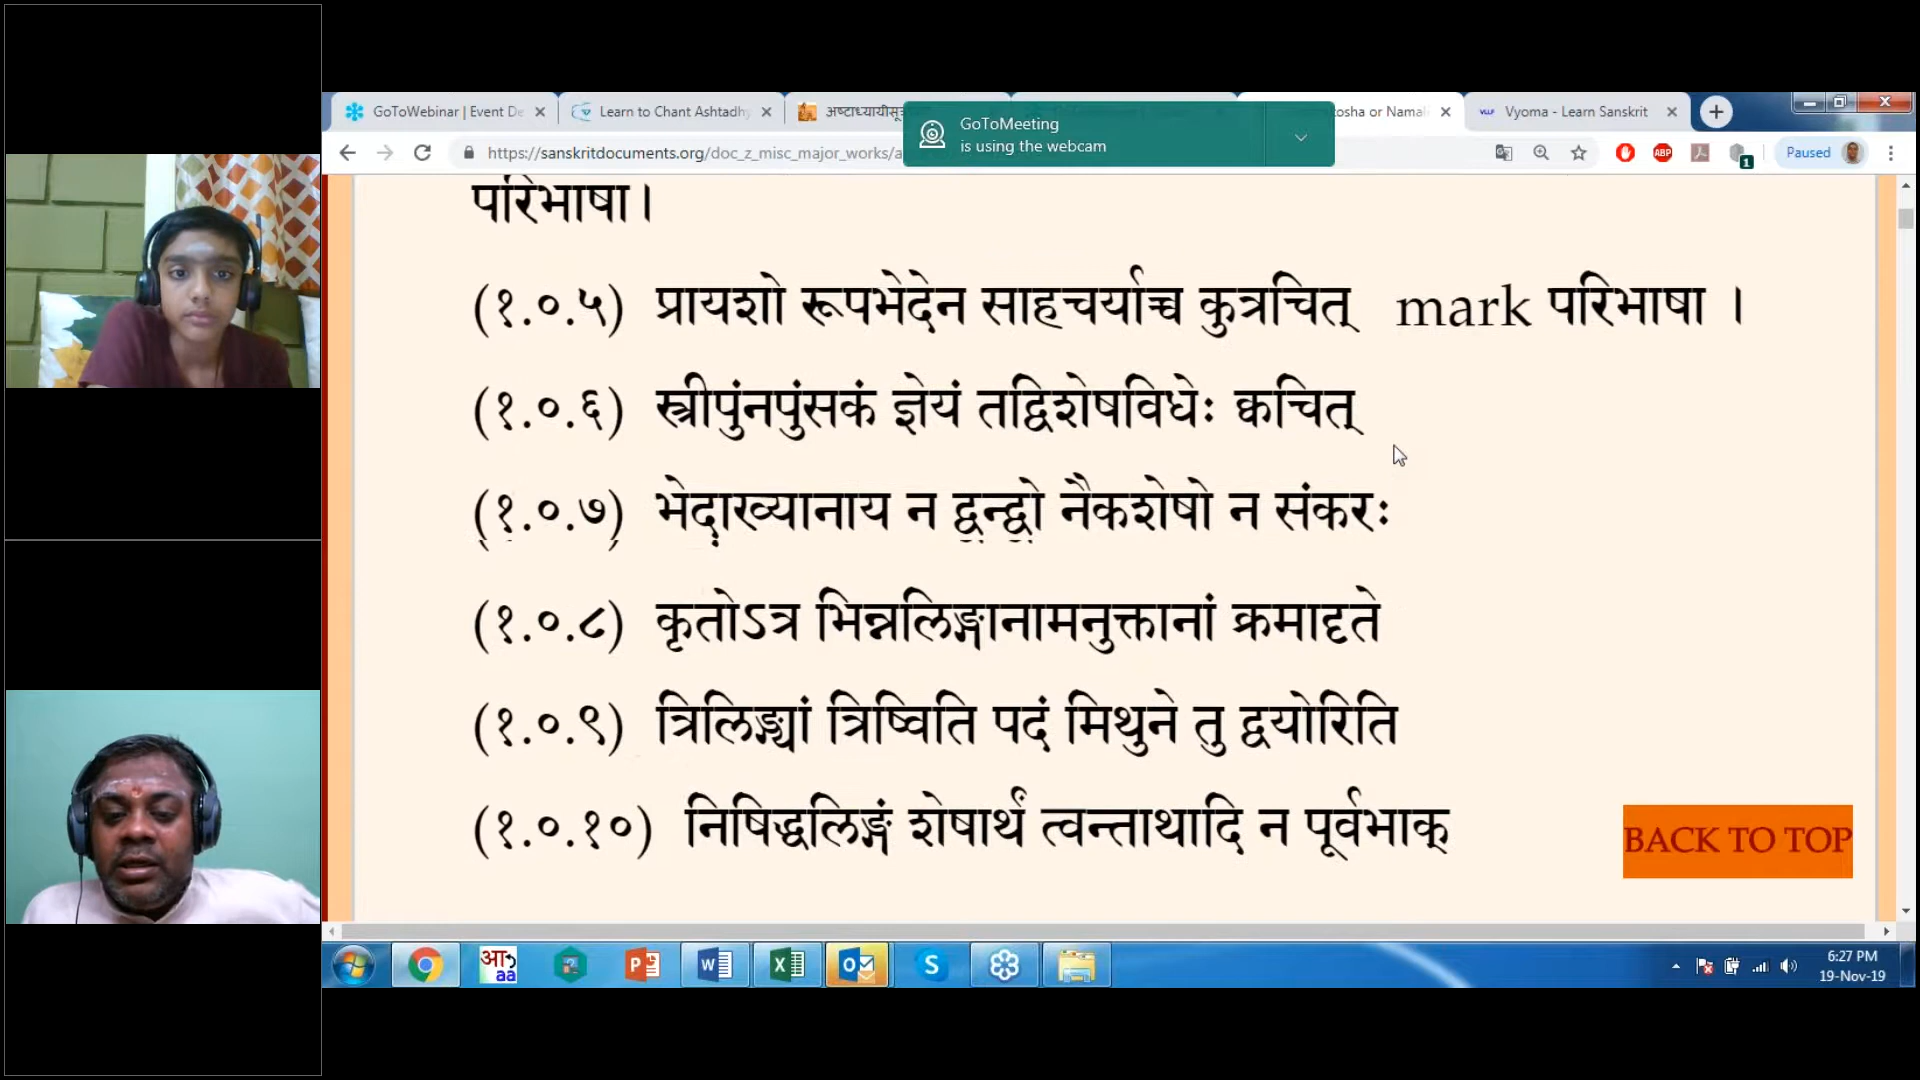 GoToWebinar | Event De
Learn to Chant Ashtadhy
अष्टाध्यायीसूत्र
osha or Namali
Vyoma - Learn Sanskrit
GoToMeeting
is using the webcam
https://sanskritdocuments.org/doc_z_misc_major_works/a
ABP
1
Paused
परिभाषा।
(१.०.५) प्रायशो रूपभेदेन साहचर्याच्च कुत्रचित् mark परिभाषा ।
(१.०.६) स्त्रीपुंनपुंसकं ज्ञेयं तद्विशेषविधेः क्वचित्
(१.०.७) भेदाख्यानाय न द्वन्द्वो नैकशेषो न संकरः
(१.०.८) कृतोऽत्र भिन्नलिङ्गानामनुक्तानां क्रमादृते
(१.०.९) त्रिलिङ्ग्यां त्रिष्विति पदं मिथुने तु द्वयोरिति
(१.०.१०) निषिद्धलिङ्गं शेषार्थं त्वन्ताथादि न पूर्वभाक्
BACK TO TOP
6:27 PM
19-Nov-19